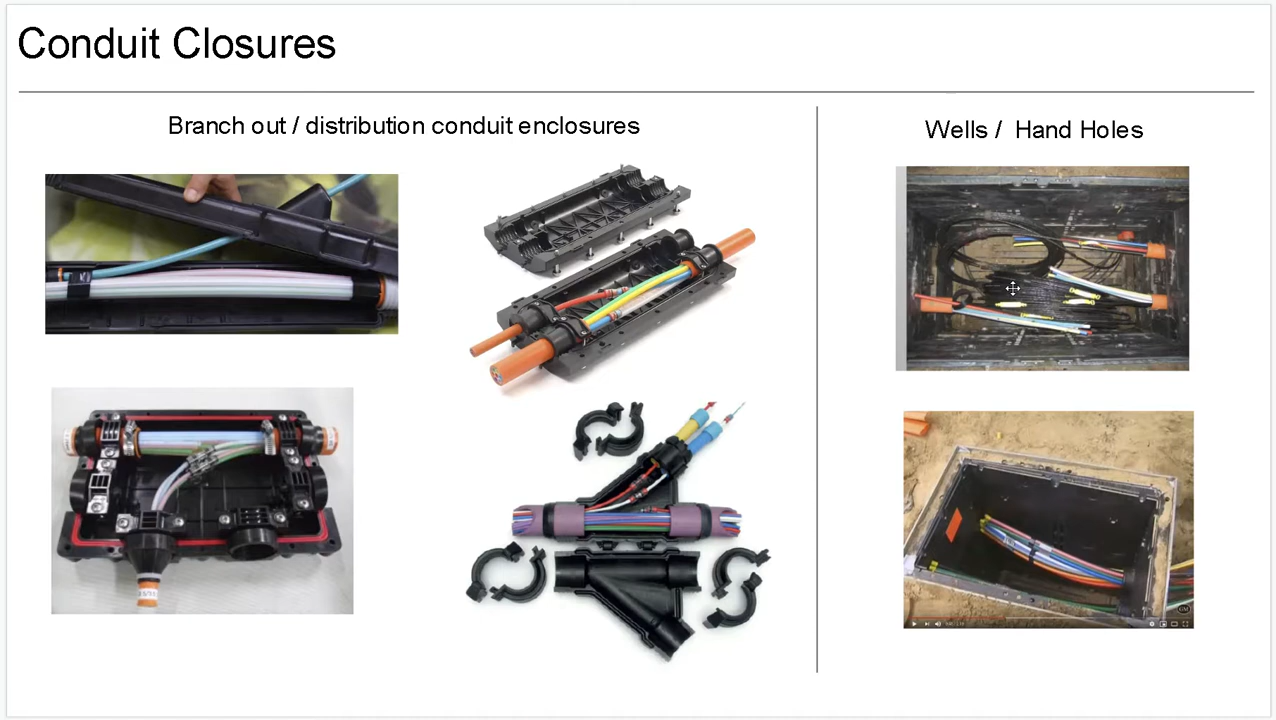 Conduit Closures
Branch out / distribution conduit enclosures
Wells / Hand Holes